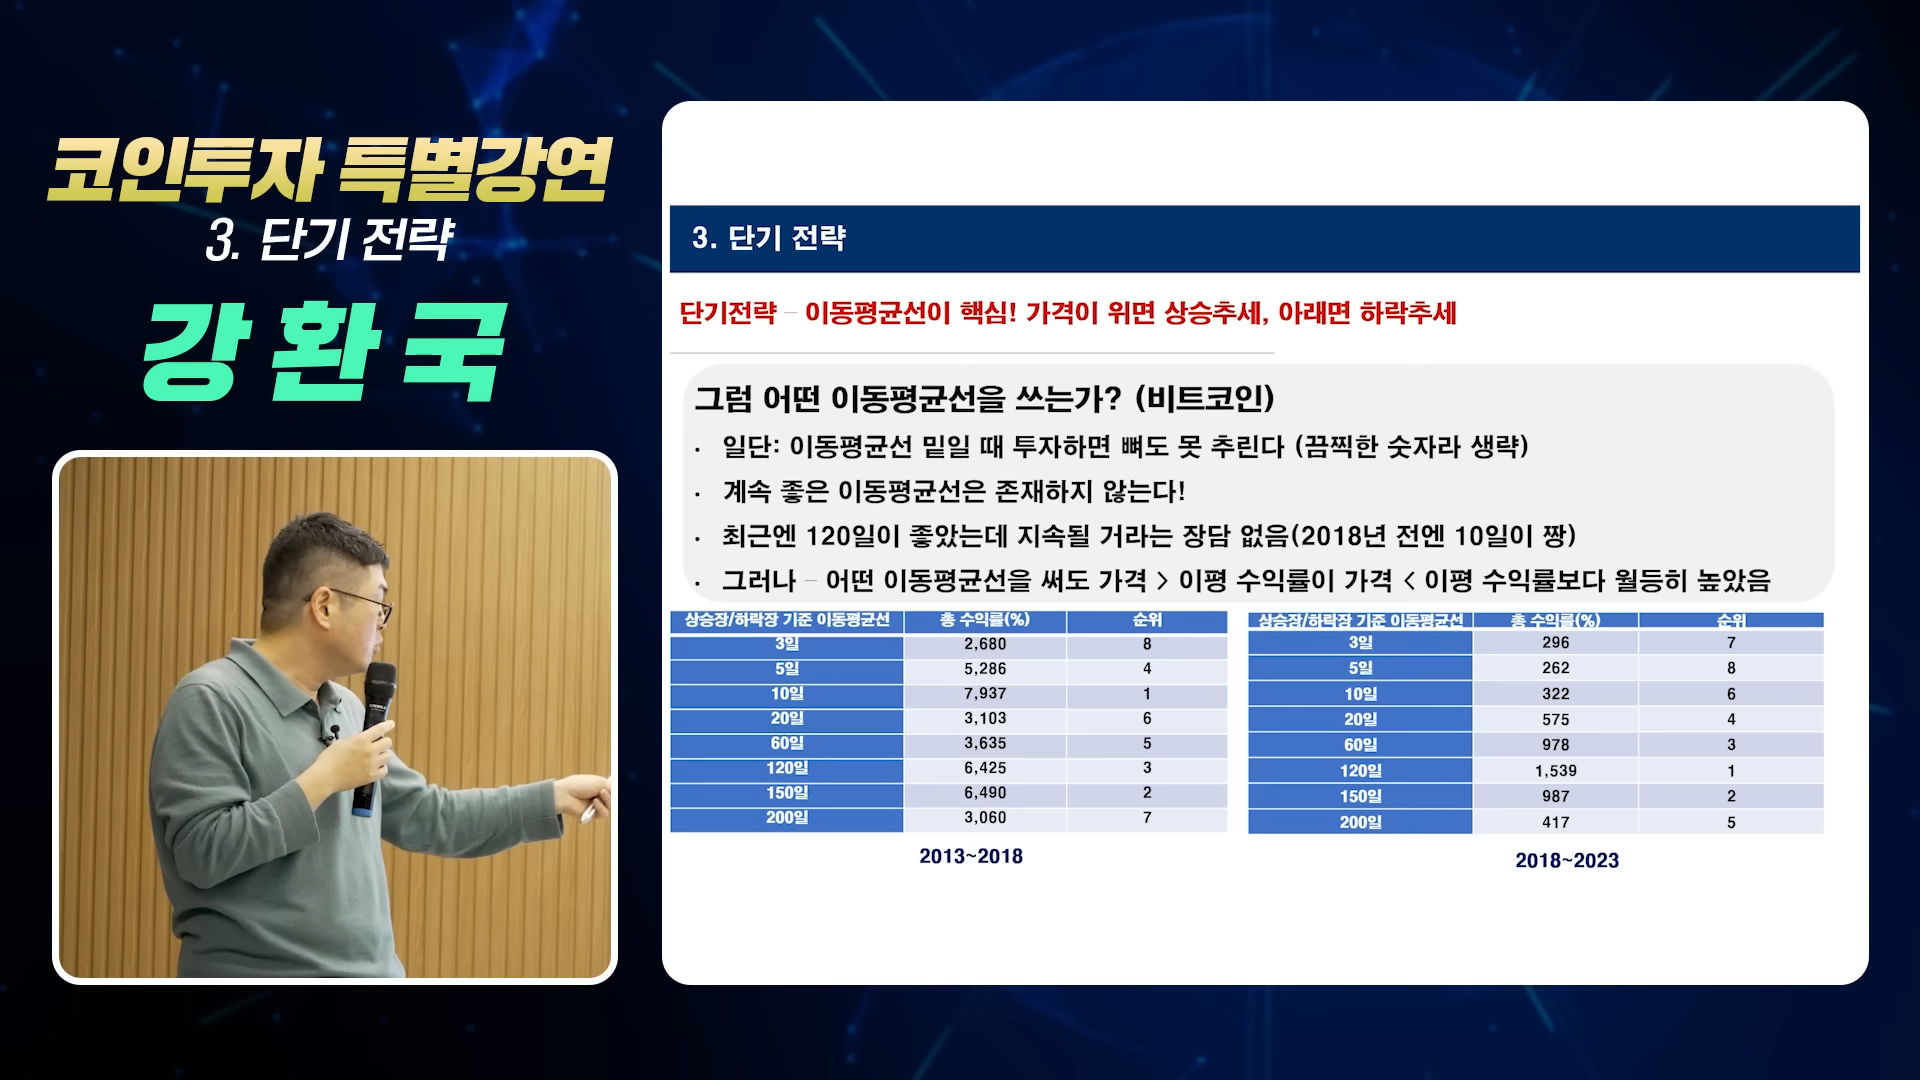 코인투자 특별강연
3. 단기 전략
강환국
3. 단기 전략
단기전략 – 이동평균선이 핵심! 가격이 위면 상승추세, 아래면 하락추세
그럼 어떤 이동평균선을 쓰는가? (비트코인)
· 일단: 이동평균선 밑일 때 투자하면 뼈도 못 추린다 (끔찍한 숫자라 생략)
· 계속 좋은 이동평균선은 존재하지 않는다!
· 최근엔 120일이 좋았는데 지속될 거라는 장담 없음(2018년 전엔 10일이 짱)
· 그러나 – 어떤 이동평균선을 써도 가격 > 이평 수익률이 가격 < 이평 수익률보다 월등히 높았음
상승장/하락장 기준 이동평균선 총 수익률(%) 순위
3일 2,680 8
5일 5,286 4
10일 7,937 1
20일 3,103 6
60일 3,635 5
120일 6,425 3
150일 6,490 2
200일 3,060 7
2013~2018
상승장/하락장 기준 이동평균선 총 수익률(%) 순위
3일 296 7
5일 262 8
10일 322 6
20일 575 4
60일 978 3
120일 1,539 1
150일 987 2
200일 417 5
2018~2023